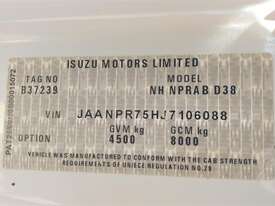 ISUZU MOTORS LIMITED
TAG NO MODEL
B37239 NH NPRAB D38
VIN JAANPR75HJ7106088
GVM kg GCM kg
OPTION 4500 8000
VEHICLE WAS MANUFACTURED TO CONFORM WITH THE CAB STRENGTH
REQUIREMENTS OF UNIECE REGULATION NO.29